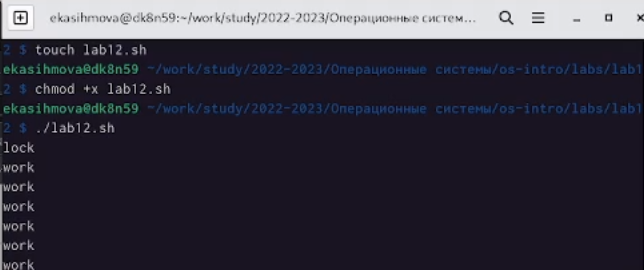 ekasihmova@dk8n59:~/work/study/2022-2023/Операционные систем...
2 $ touch lab12.sh
ekasihmova@dk8n59 ~/work/study/2022-2023/Операционные системы/os-intro/labs/lab1
2 $ chmod +x lab12.sh
ekasihmova@dk8n59 ~/work/study/2022-2023/Операционные системы/os-intro/labs/lab1
2 $ ./lab12.sh
lock
work
work
work
work
work
work